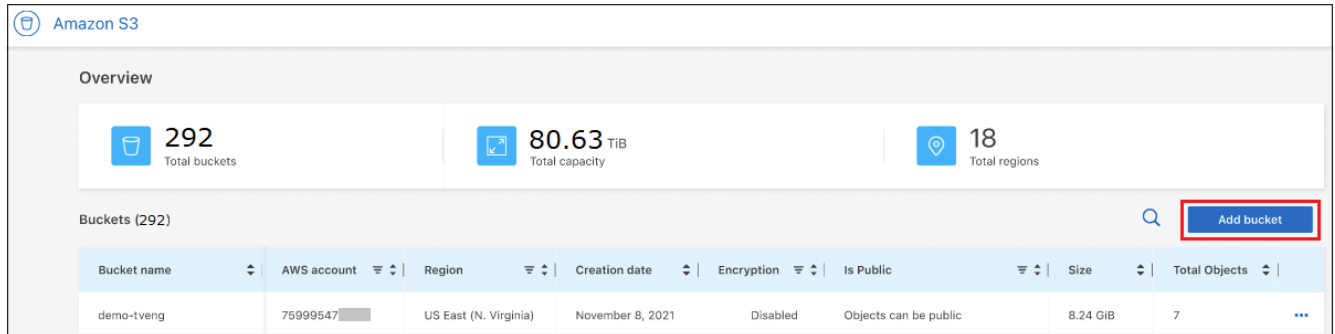 Amazon S3
Overview
292
Total buckets
80.63 TiB
Total capacity
18
Total regions
Buckets (292)
Add bucket
Bucket name AWS account Region Creation date Encryption Is Public Size Total Objects
demo-tveng 75999547 US East (N. Virginia) November 8, 2021 Disabled Objects can be public 8.24 GiB 7